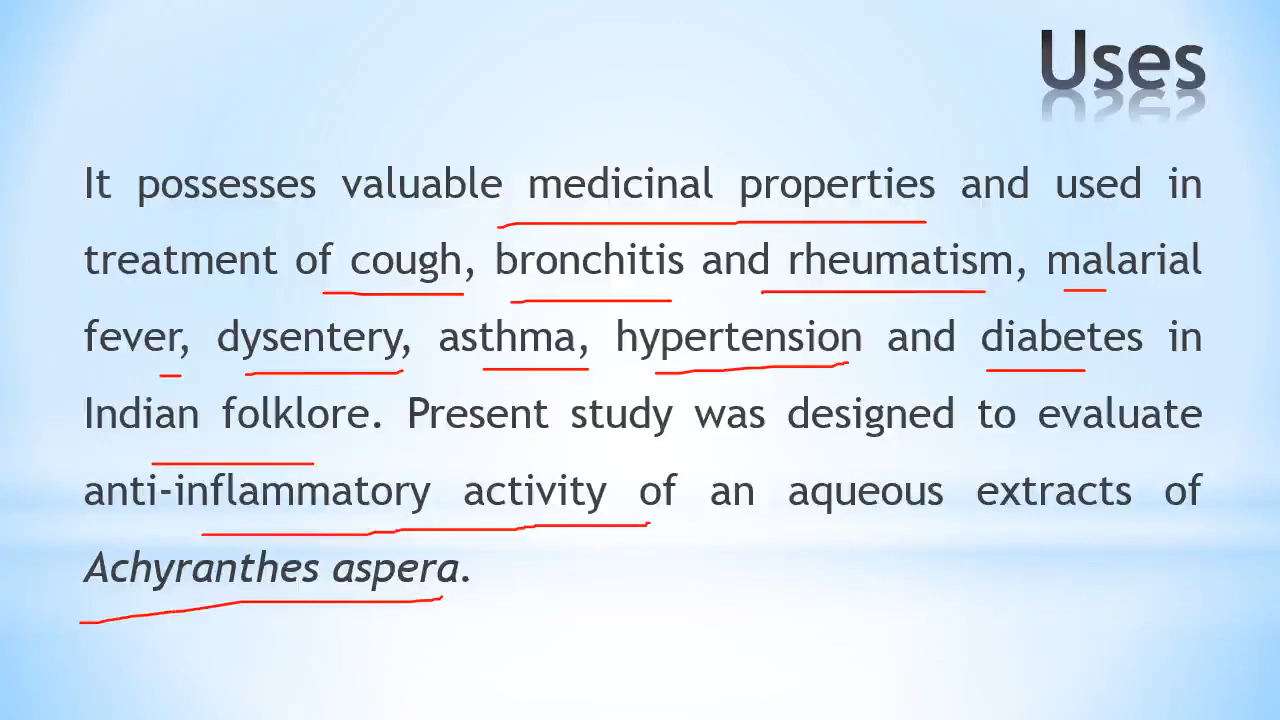 Uses
It possesses valuable medicinal properties and used in
treatment of cough, bronchitis and rheumatism, malarial
fever, dysentery, asthma, hypertension and diabetes in
Indian folklore. Present study was designed to evaluate
anti-inflammatory activity of an aqueous extracts of
Achyranthes aspera.